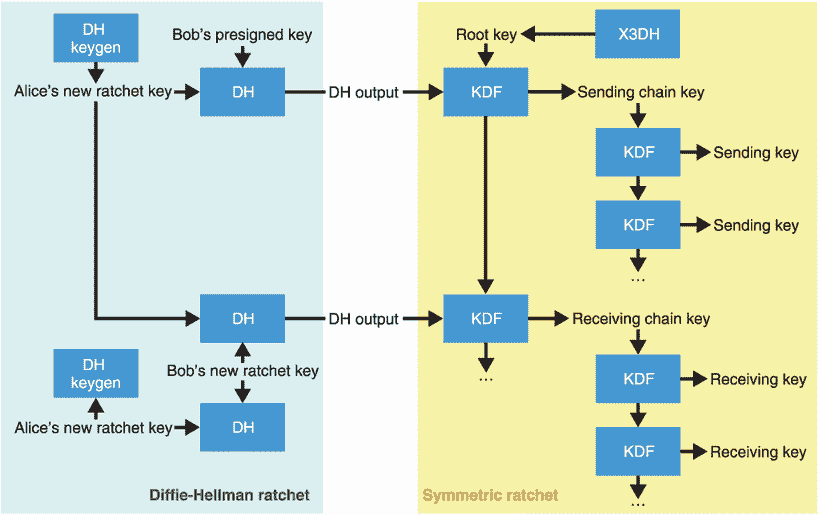 DH
keygen
Bob's presigned key
Root key
X3DH
Alice's new ratchet key
DH
DH output
KDF
Sending chain key
KDF
Sending key
KDF
Sending key
...
DH
DH output
KDF
Receiving chain key
DH
keygen
Bob's new ratchet key
...
KDF
Receiving key
Alice's new ratchet key
DH
KDF
Receiving key
...
Diffie-Hellman ratchet
Symmetric ratchet